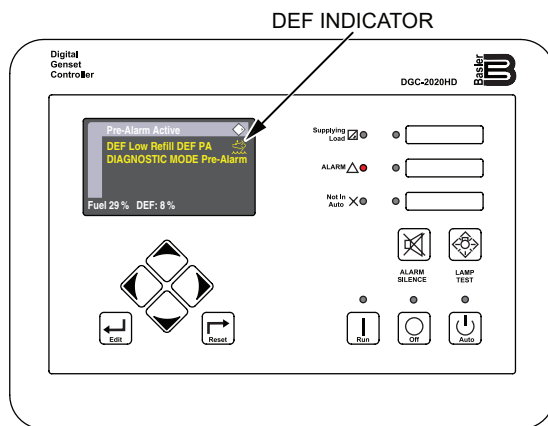 DEF INDICATOR
Digital
Genset
Controller
DGC-2020HD
Basler
Pre-Alarm Active
DEF Low Refill DEF PA
DIAGNOSTIC MODE Pre-Alarm
Fuel 29 % DEF: 8 %
Supplying
Load
ALARM
Not In
Auto
ALARM
SILENCE
LAMP
TEST
Edit
Reset
Run
Off
Auto